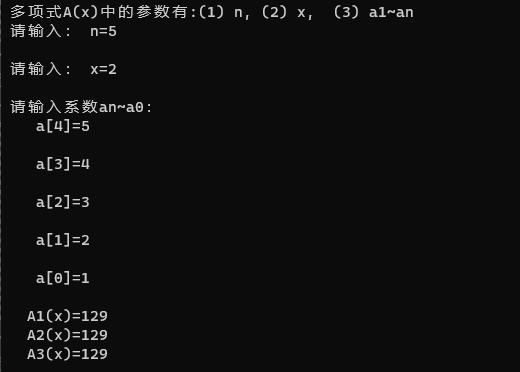 多项式A(x)中的参数有:(1) n, (2) x,  (3) a1~an
请输入:  n=5
请输入:  x=2
请输入系数an~a0:
a[4]=5
a[3]=4
a[2]=3
a[1]=2
a[0]=1
A1(x)=129
A2(x)=129
A3(x)=129